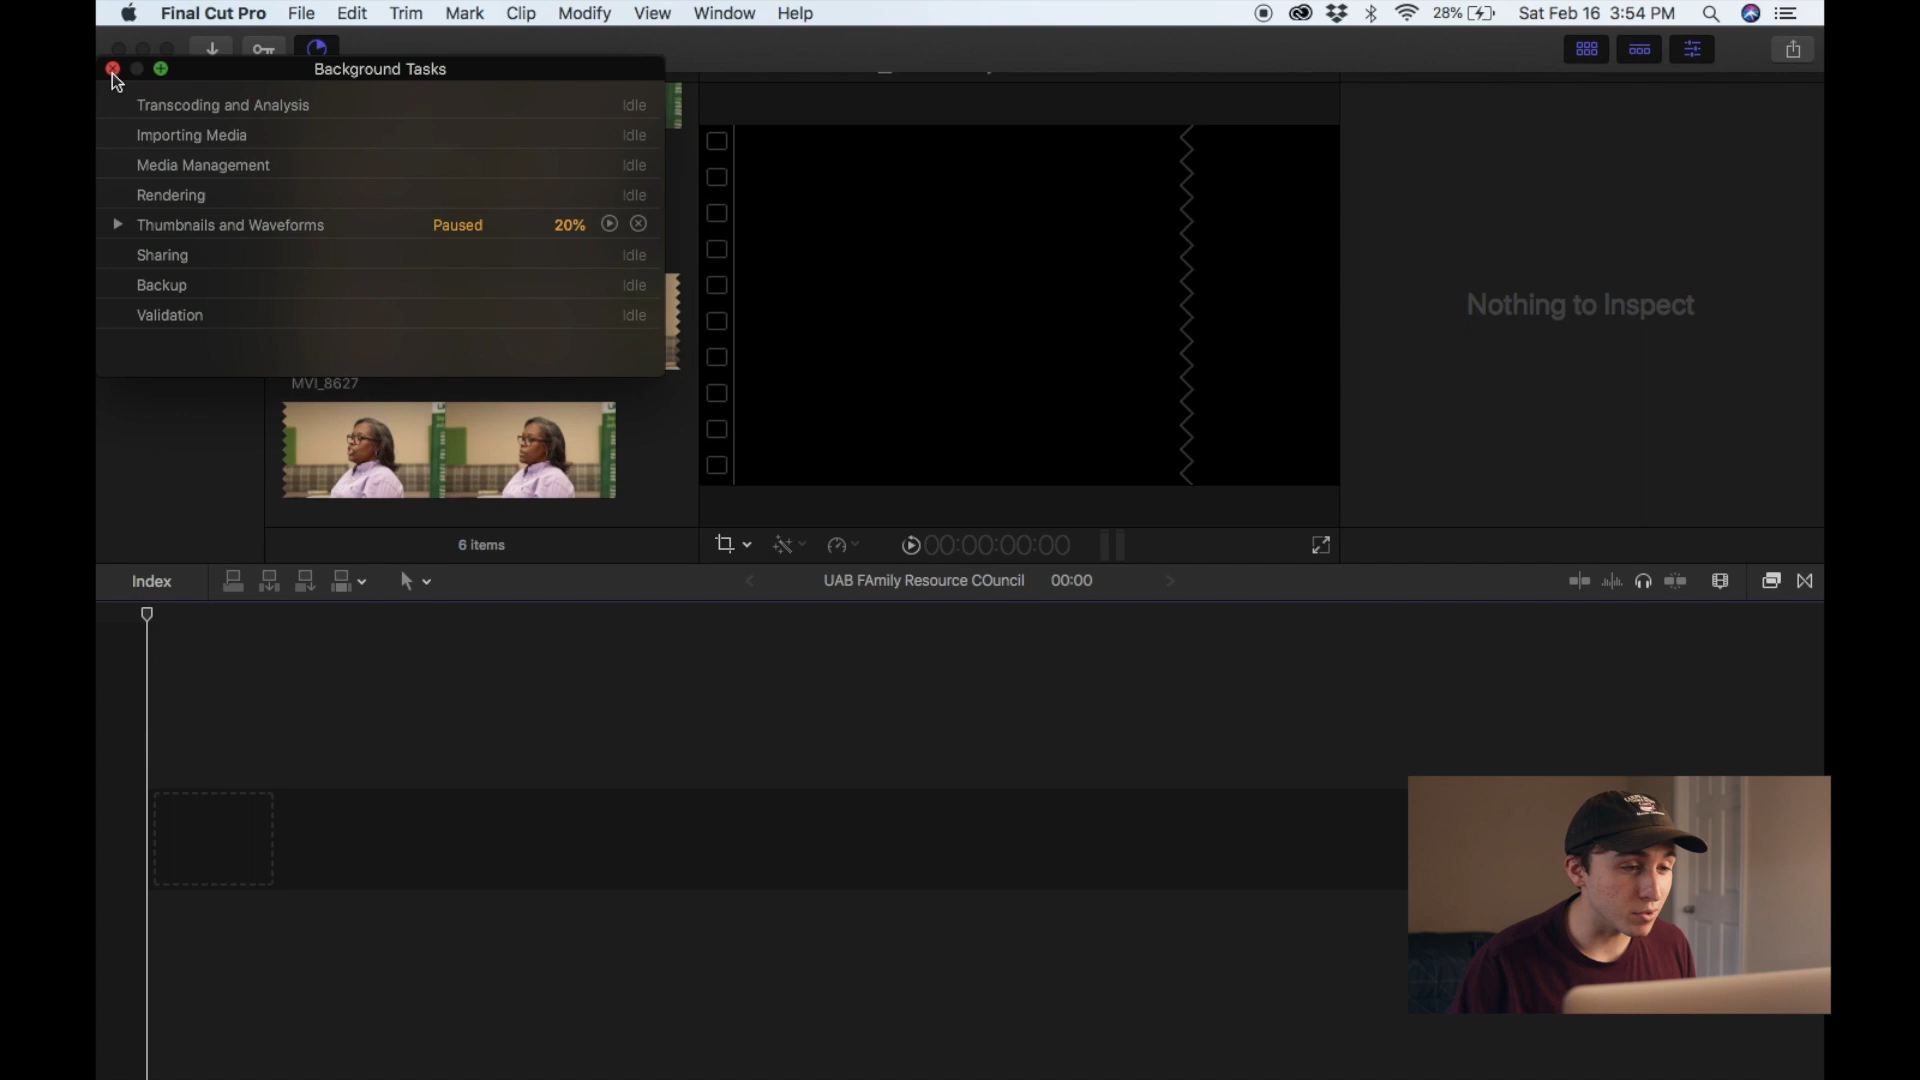 Final Cut Pro File Edit Trim Mark Clip Modify View Window Help 28% Sat Feb 16 3:54 PM
Background Tasks
Transcoding and Analysis Idle
Importing Media Idle
Media Management Idle
Rendering Idle
Thumbnails and Waveforms Paused 20%
Sharing Idle
Backup Idle
Validation Idle
Nothing to Inspect
MVI_8627
6 items
00:00:00:00
Index
UAB FAmily Resource COuncil 00:00